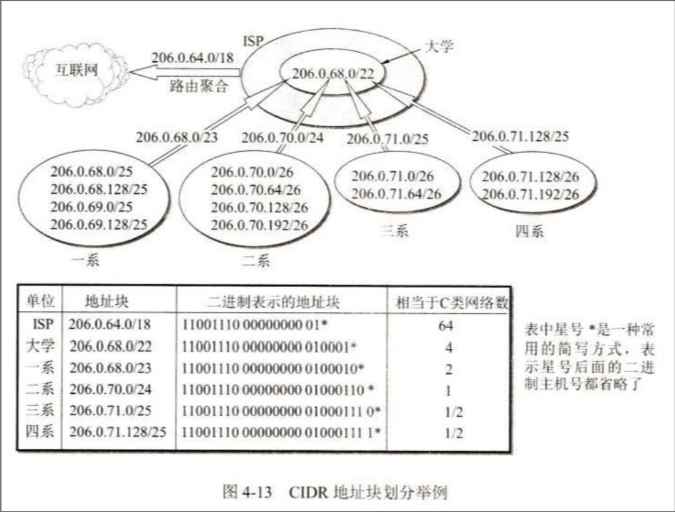 ISP
大学
206.0.64.0/18
206.0.68.0/22
互联网
路由聚合
206.0.68.0/23
206.0.70.0/24
206.0.71.0/25
206.0.71.128/25
206.0.68.0/25
206.0.68.128/25
206.0.69.0/25
206.0.69.128/25
一系
206.0.70.0/26
206.0.70.64/26
206.0.70.128/26
206.0.70.192/26
二系
206.0.71.0/26
206.0.71.64/26
三系
206.0.71.128/26
206.0.71.192/26
四系
单位 地址块 二进制表示的地址块 相当于C类网络数
ISP 206.0.64.0/18 11001110 00000000 01* 64
大学 206.0.68.0/22 11001110 00000000 010001* 4
一系 206.0.68.0/23 11001110 00000000 0100010* 2
二系 206.0.70.0/24 11001110 00000000 01000110 * 1
三系 206.0.71.0/25 11001110 00000000 01000111 0* 1/2
四系 206.0.71.128/25 11001110 00000000 01000111 1* 1/2
表中星号 *是一种常
用的简写方式，表
示星号后面的二进
制主机号都省略了
图 4-13 CIDR 地址块划分举例